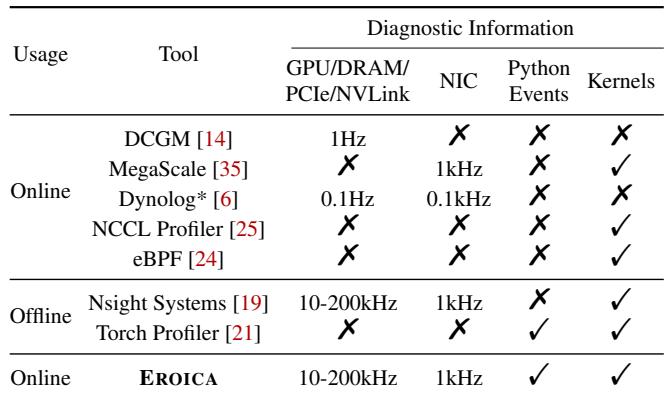 Diagnostic Information
Usage Tool GPU/DRAM/ PCIe/NVLink NIC Python Events Kernels
DCGM [14] 1Hz ✗ ✗ ✗
MegaScale [35] ✗ 1kHz ✗ ✓
Online Dynolog* [6] 0.1Hz 0.1kHz ✗ ✗
NCCL Profiler [25] ✗ ✗ ✗ ✓
eBPF [24] ✗ ✗ ✗ ✓
Offline Nsight Systems [19] 10-200kHz 1kHz ✗ ✓
Torch Profiler [21] ✗ ✗ ✓ ✓
Online EROICA 10-200kHz 1kHz ✓ ✓